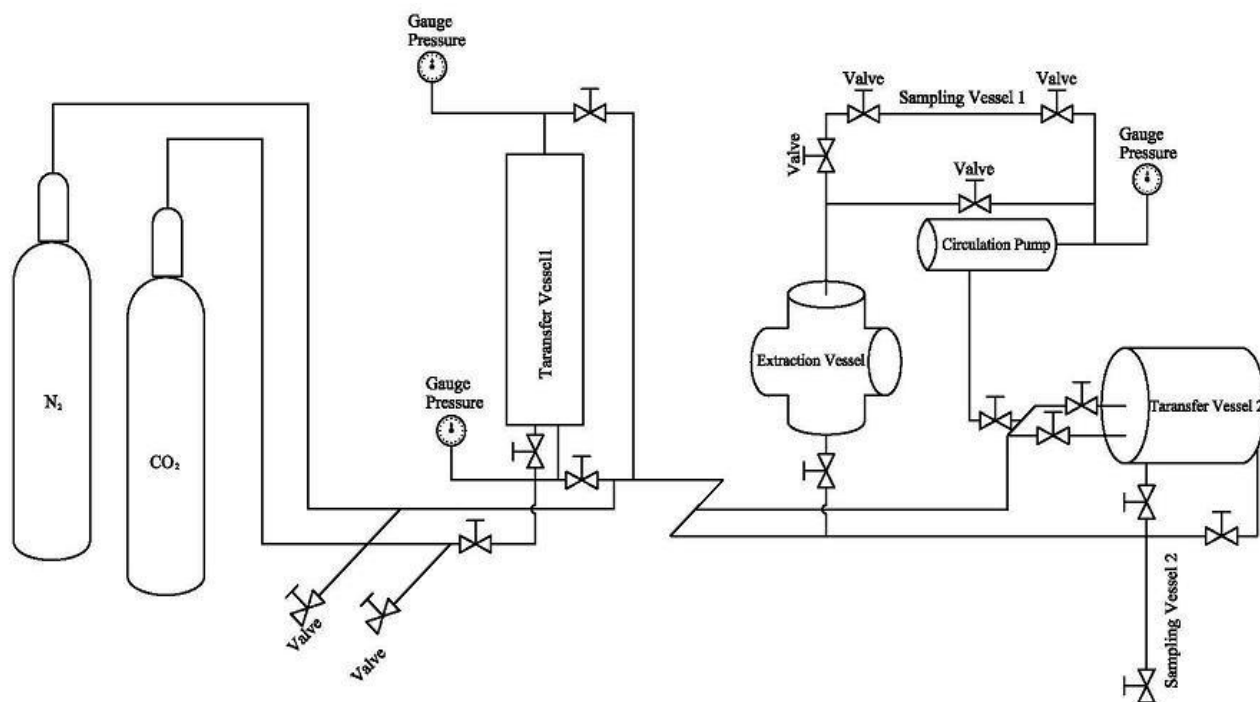 Gauge
Pressure
Valve
Valve
Sampling Vessel 1
Gauge
Pressure
Valve
Valve
Circulation Pump
Taransfer Vessel1
Extraction Vessel
Gauge
Pressure
Taransfer Vessel 2
N₂
CO₂
Valve
Valve
Sampling Vessel 2